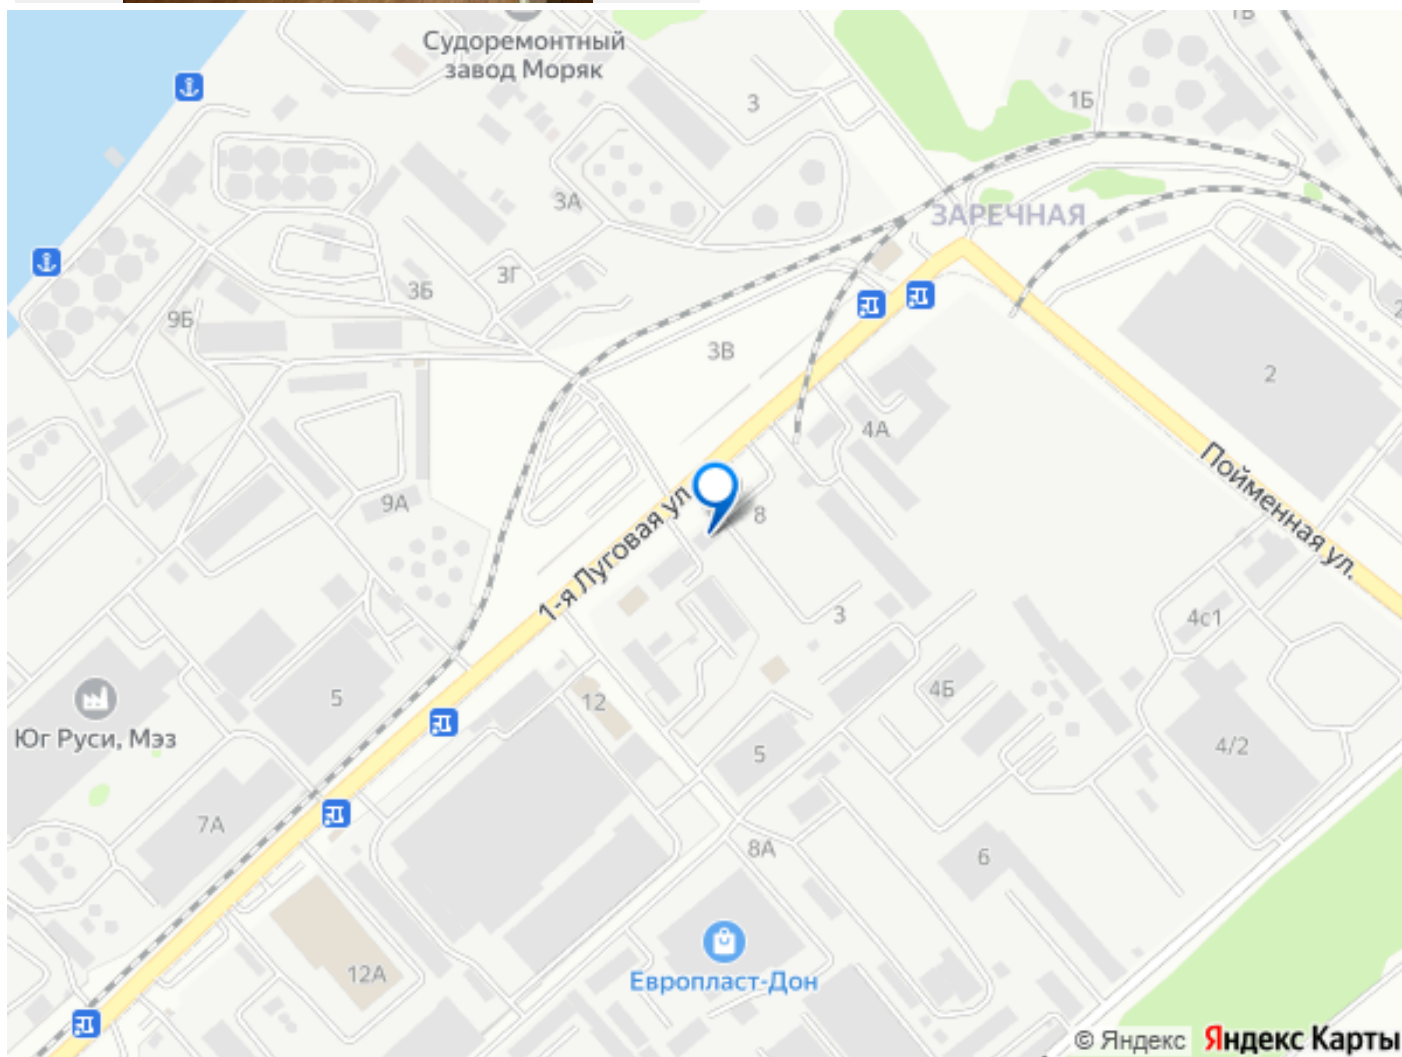 1В
Судоремонтный
завод Моряк
3
1Б
3А
ЗАРЕЧНАЯ
3Г
3Б
9Б
3В
2
4А
Пойменная ул.
9А
8
1-я Луговая ул
3
4с1
4Б
5
12
Юг Руси, Мэз
5
4/2
7А
8А
6
12А
Европласт-Дон
© Яндекс Яндекс Карты